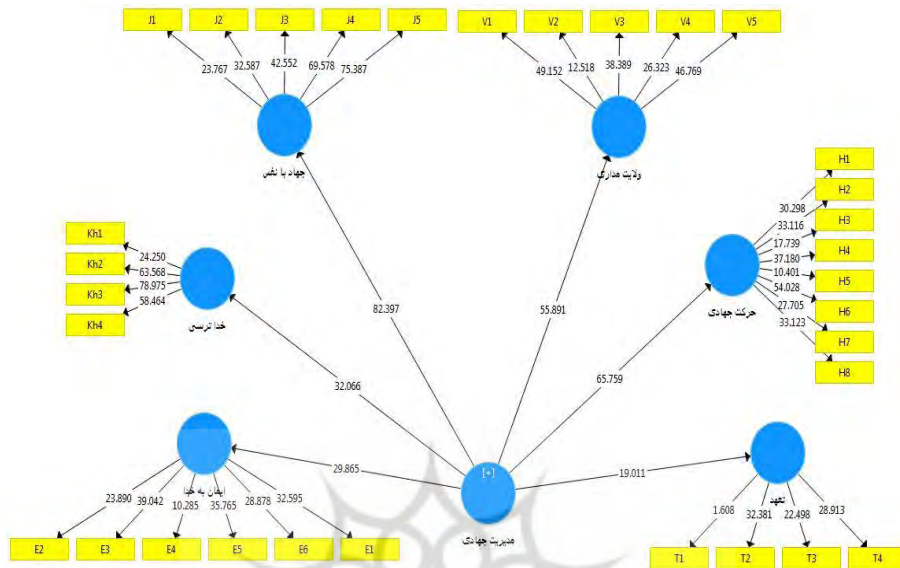 J1 J2 J3 J4 J5 V1 V2 V3 V4 V5
23.767 32.587 42.552 69.578 75.387 49.152 12.518 38.389 26.323 46.769
جهاد با نفس
ولایت مداری
H1
H2
H3
H4
H5
H6
H7
H8
30.298
33.116
17.739
37.180
10.401
54.028
27.705
33.123
حرکت جهادی
Kh1
Kh2
Kh3
Kh4
24.250
63.568
78.975
58.464
خدا ترسی
82.397
55.891
32.066
65.759
29.865
19.011
[+]
مدیریت جهادی
ایمان به خدا
23.890 39.042 10.285 35.765 28.878 32.595
E2 E3 E4 E5 E6 E1
تعهد
1.608 32.381 22.498 28.913
T1 T2 T3 T4